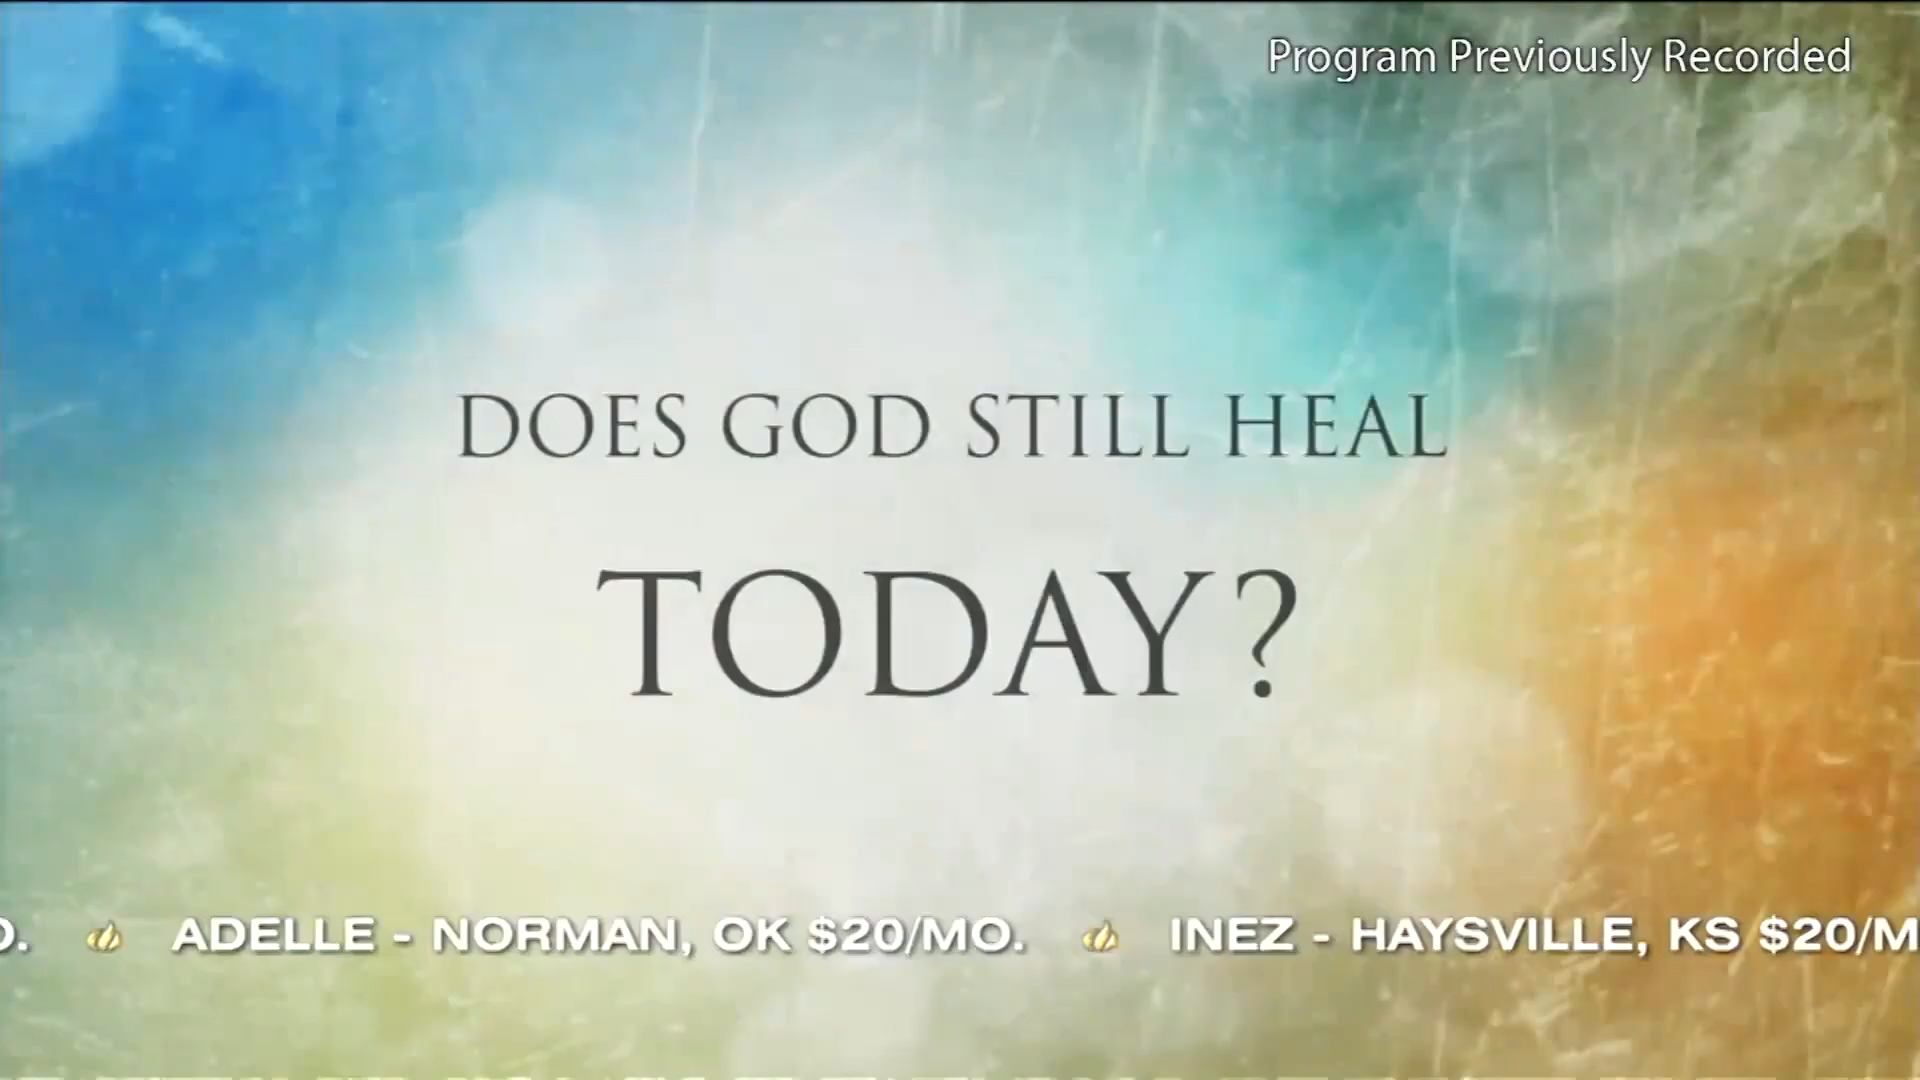 Program Previously Recorded
DOES GOD STILL HEAL
TODAY?
O. ADELLE - NORMAN, OK $20/MO. INEZ - HAYSVILLE, KS $20/M